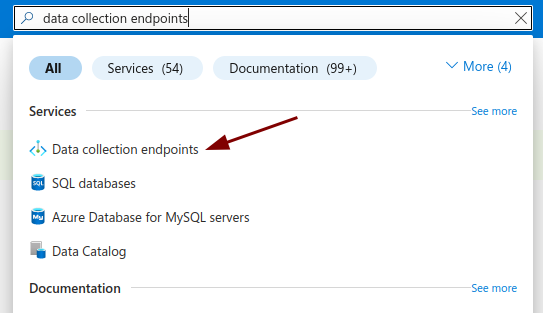 data collection endpoints
All
Services (54)
Documentation (99+)
More (4)
Services
See more
Data collection endpoints
SQL databases
Azure Database for MySQL servers
Data Catalog
Documentation
See more